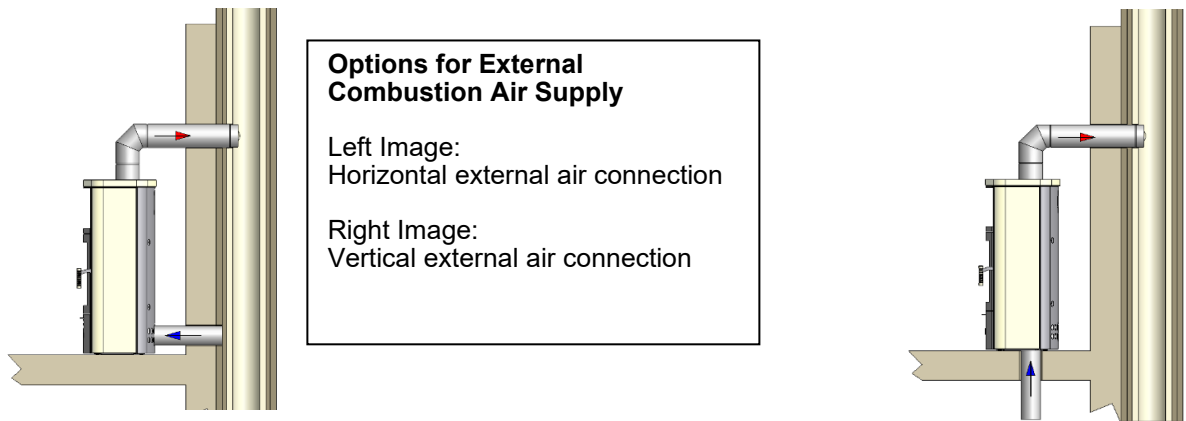 Options for External
Combustion Air Supply
Left Image:
Horizontal external air connection
Right Image:
Vertical external air connection